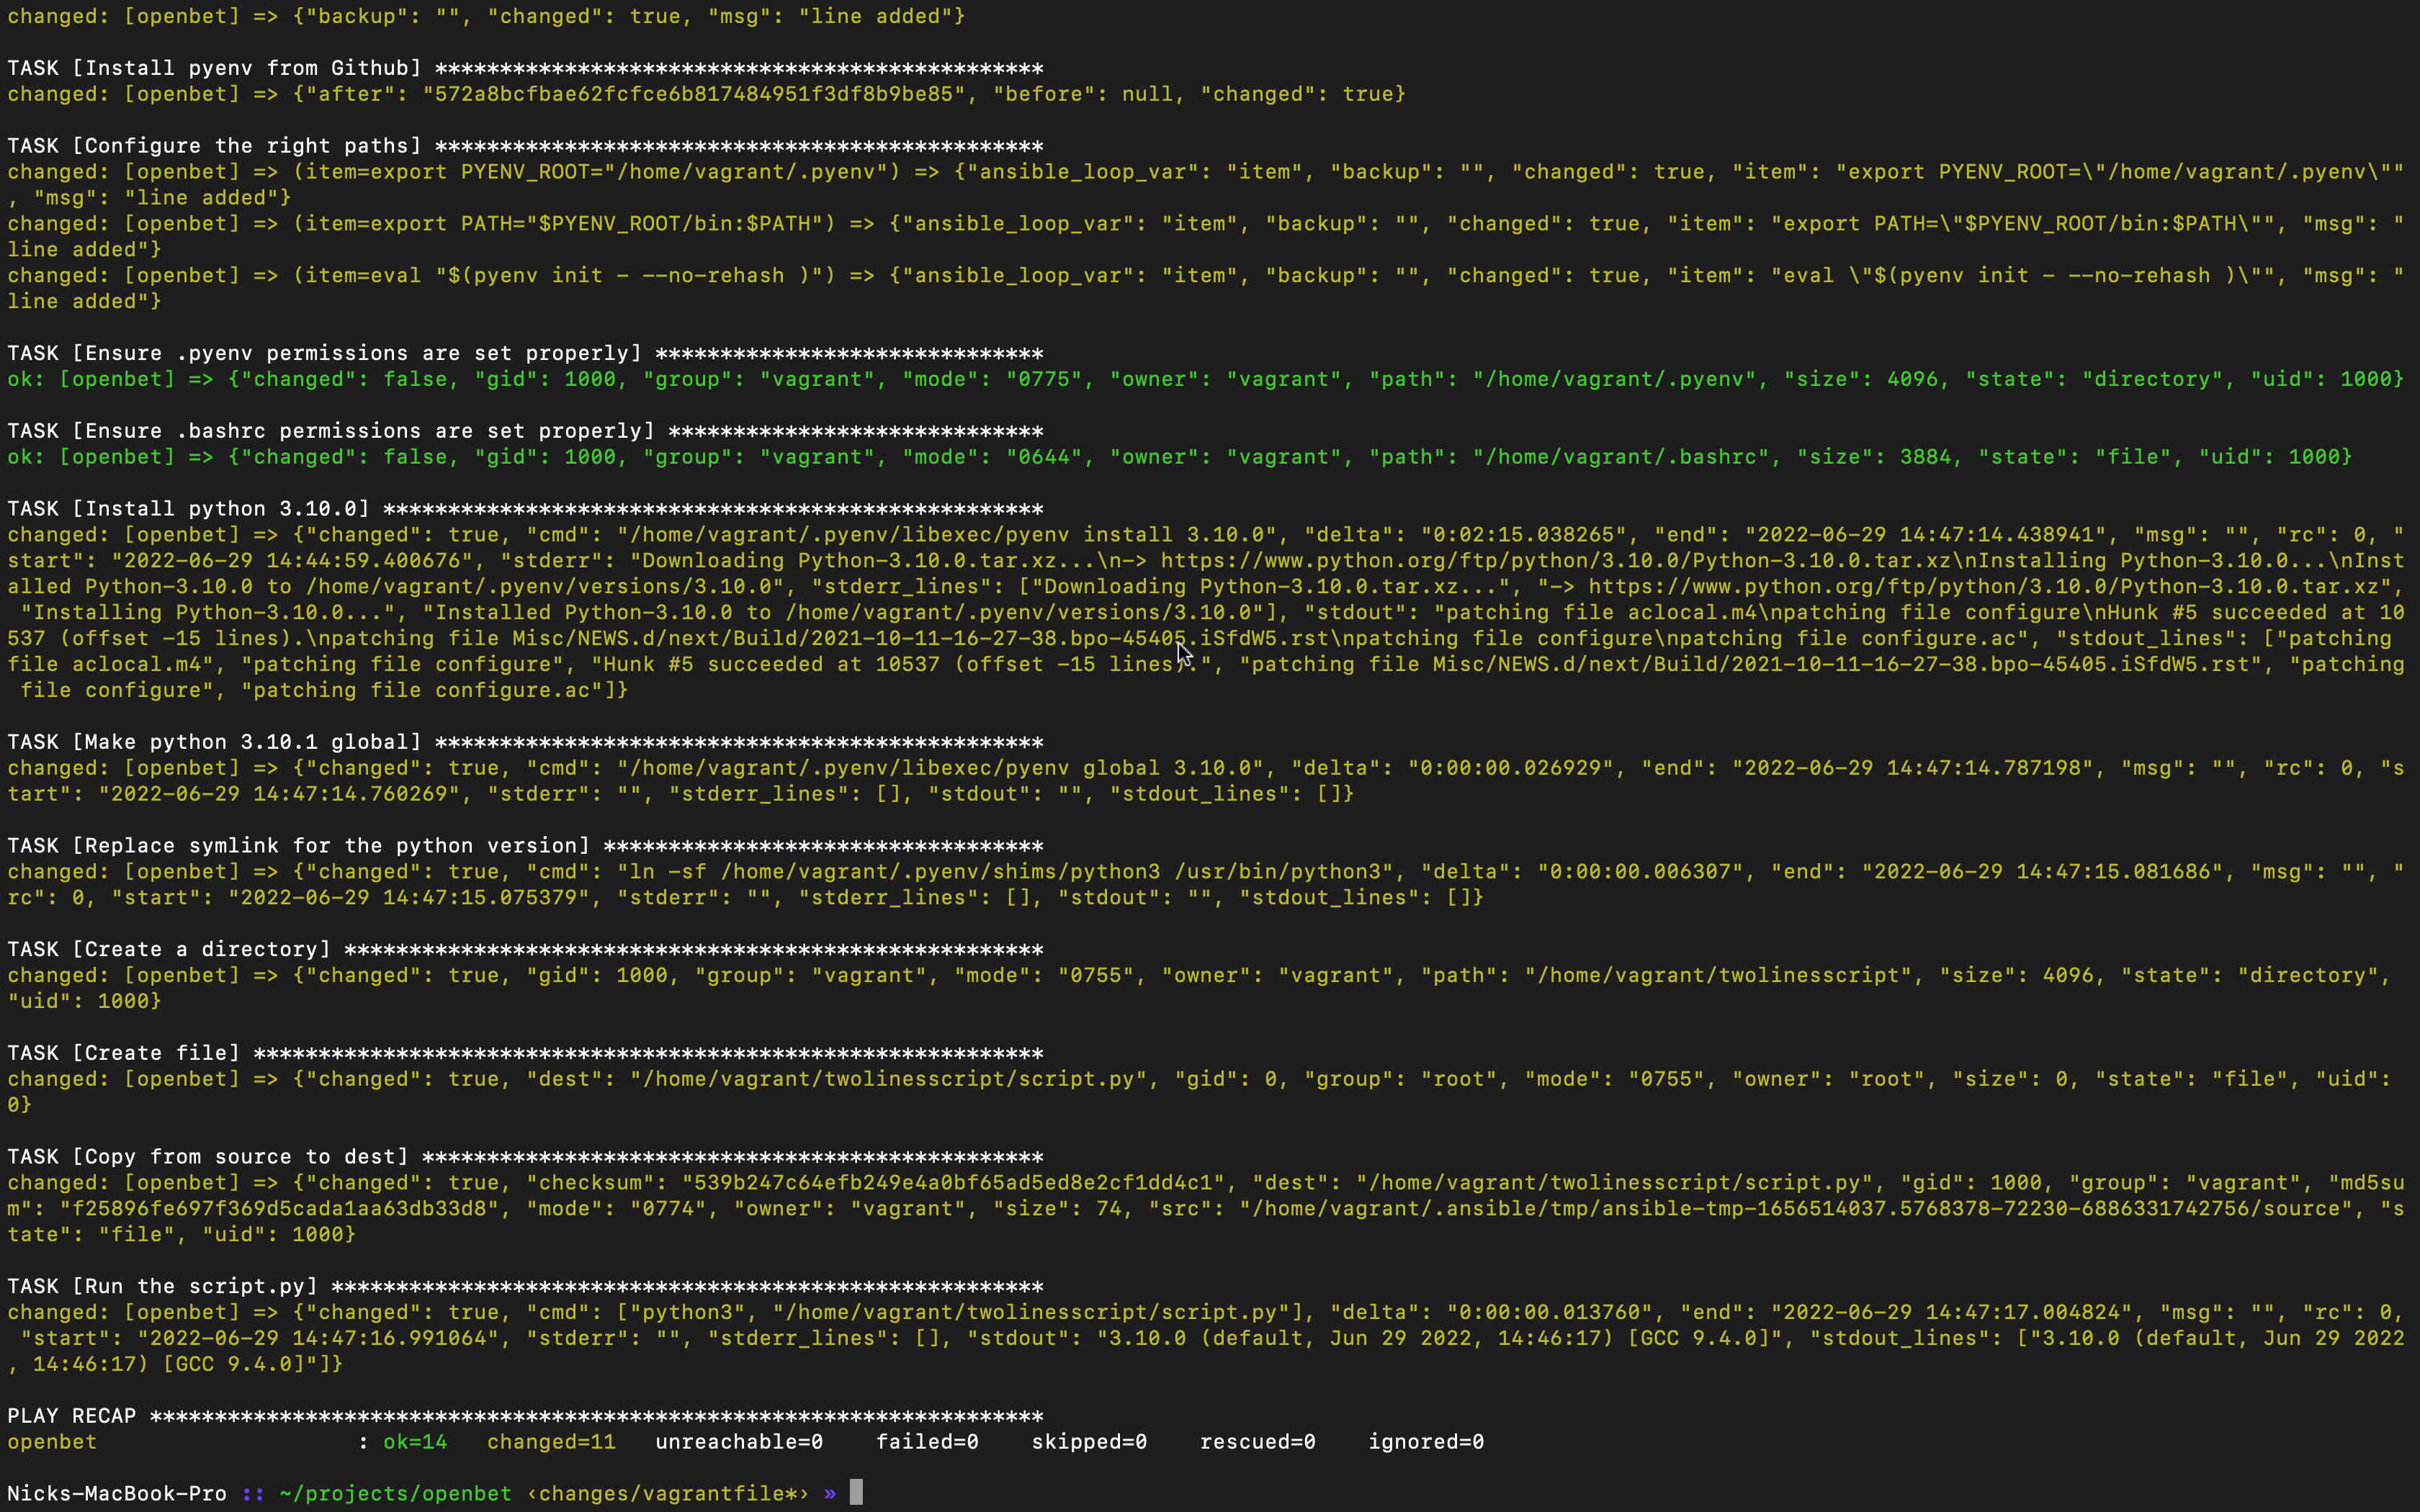 changed: [openbet] => {"backup": "", "changed": true, "msg": "line added"}
TASK [Install pyenv from Github] ***********************************************
changed: [openbet] => {"after": "572a8bcfbae62fcfce6b817484951f3df8b9be85", "before": null, "changed": true}
TASK [Configure the right paths] ***********************************************
changed: [openbet] => (item=export PYENV_ROOT="/home/vagrant/.pyenv") => {"ansible_loop_var": "item", "backup": "", "changed": true, "item": "export PYENV_ROOT=\"/home/vagrant/.pyenv\""
, "msg": "line added"}
changed: [openbet] => (item=export PATH="$PYENV_ROOT/bin:$PATH") => {"ansible_loop_var": "item", "backup": "", "changed": true, "item": "export PATH=\"$PYENV_ROOT/bin:$PATH\"", "msg": "
line added"}
changed: [openbet] => (item=eval "$(pyenv init - --no-rehash )") => {"ansible_loop_var": "item", "backup": "", "changed": true, "item": "eval \"$(pyenv init - --no-rehash )\"", "msg": "
line added"}
TASK [Ensure .pyenv permissions are set properly] ******************************
ok: [openbet] => {"changed": false, "gid": 1000, "group": "vagrant", "mode": "0775", "owner": "vagrant", "path": "/home/vagrant/.pyenv", "size": 4096, "state": "directory", "uid": 1000}
TASK [Ensure .bashrc permissions are set properly] *****************************
ok: [openbet] => {"changed": false, "gid": 1000, "group": "vagrant", "mode": "0644", "owner": "vagrant", "path": "/home/vagrant/.bashrc", "size": 3884, "state": "file", "uid": 1000}
TASK [Install python 3.10.0] ***************************************************
changed: [openbet] => {"changed": true, "cmd": "/home/vagrant/.pyenv/libexec/pyenv install 3.10.0", "delta": "0:02:15.038265", "end": "2022-06-29 14:47:14.438941", "msg": "", "rc": 0, "
start": "2022-06-29 14:44:59.400676", "stderr": "Downloading Python-3.10.0.tar.xz...\n-> https://www.python.org/ftp/python/3.10.0/Python-3.10.0.tar.xz\nInstalling Python-3.10.0...\nInst
alled Python-3.10.0 to /home/vagrant/.pyenv/versions/3.10.0", "stderr_lines": ["Downloading Python-3.10.0.tar.xz...", "-> https://www.python.org/ftp/python/3.10.0/Python-3.10.0.tar.xz",
"Installing Python-3.10.0...", "Installed Python-3.10.0 to /home/vagrant/.pyenv/versions/3.10.0"], "stdout": "patching file aclocal.m4\npatching file configure\nHunk #5 succeeded at 10
537 (offset -15 lines).\npatching file Misc/NEWS.d/next/Build/2021-10-11-16-27-38.bpo-45405.iSfdW5.rst\npatching file configure\npatching file configure.ac", "stdout_lines": ["patching
file aclocal.m4", "patching file configure", "Hunk #5 succeeded at 10537 (offset -15 lines).", "patching file Misc/NEWS.d/next/Build/2021-10-11-16-27-38.bpo-45405.iSfdW5.rst", "patching
file configure", "patching file configure.ac"]}
TASK [Make python 3.10.1 global] ***********************************************
changed: [openbet] => {"changed": true, "cmd": "/home/vagrant/.pyenv/libexec/pyenv global 3.10.0", "delta": "0:00:00.026929", "end": "2022-06-29 14:47:14.787198", "msg": "", "rc": 0, "s
tart": "2022-06-29 14:47:14.760269", "stderr": "", "stderr_lines": [], "stdout": "", "stdout_lines": []}
TASK [Replace symlink for the python version] **********************************
changed: [openbet] => {"changed": true, "cmd": "ln -sf /home/vagrant/.pyenv/shims/python3 /usr/bin/python3", "delta": "0:00:00.006307", "end": "2022-06-29 14:47:15.081686", "msg": "", "
rc": 0, "start": "2022-06-29 14:47:15.075379", "stderr": "", "stderr_lines": [], "stdout": "", "stdout_lines": []}
TASK [Create a directory] ******************************************************
changed: [openbet] => {"changed": true, "gid": 1000, "group": "vagrant", "mode": "0755", "owner": "vagrant", "path": "/home/vagrant/twolinesscript", "size": 4096, "state": "directory",
"uid": 1000}
TASK [Create file] *************************************************************
changed: [openbet] => {"changed": true, "dest": "/home/vagrant/twolinesscript/script.py", "gid": 0, "group": "root", "mode": "0755", "owner": "root", "size": 0, "state": "file", "uid":
0}
TASK [Copy from source to dest] ************************************************
changed: [openbet] => {"changed": true, "checksum": "539b247c64efb249e4a0bf65ad5ed8e2cf1dd4c1", "dest": "/home/vagrant/twolinesscript/script.py", "gid": 1000, "group": "vagrant", "md5su
m": "f25896fe697f369d5cada1aa63db33d8", "mode": "0774", "owner": "vagrant", "size": 74, "src": "/home/vagrant/.ansible/tmp/ansible-tmp-1656514037.5768378-72230-6886331742756/source", "s
tate": "file", "uid": 1000}
TASK [Run the script.py] *******************************************************
changed: [openbet] => {"changed": true, "cmd": ["python3", "/home/vagrant/twolinesscript/script.py"], "delta": "0:00:00.013760", "end": "2022-06-29 14:47:17.004824", "msg": "", "rc": 0,
"start": "2022-06-29 14:47:16.991064", "stderr": "", "stderr_lines": [], "stdout": "3.10.0 (default, Jun 29 2022, 14:46:17) [GCC 9.4.0]", "stdout_lines": ["3.10.0 (default, Jun 29 2022
, 14:46:17) [GCC 9.4.0]"]}
PLAY RECAP *********************************************************************
openbet : ok=14 changed=11 unreachable=0 failed=0 skipped=0 rescued=0 ignored=0
Nicks-MacBook-Pro :: ~/projects/openbet ‹changes/vagrantfile*› »